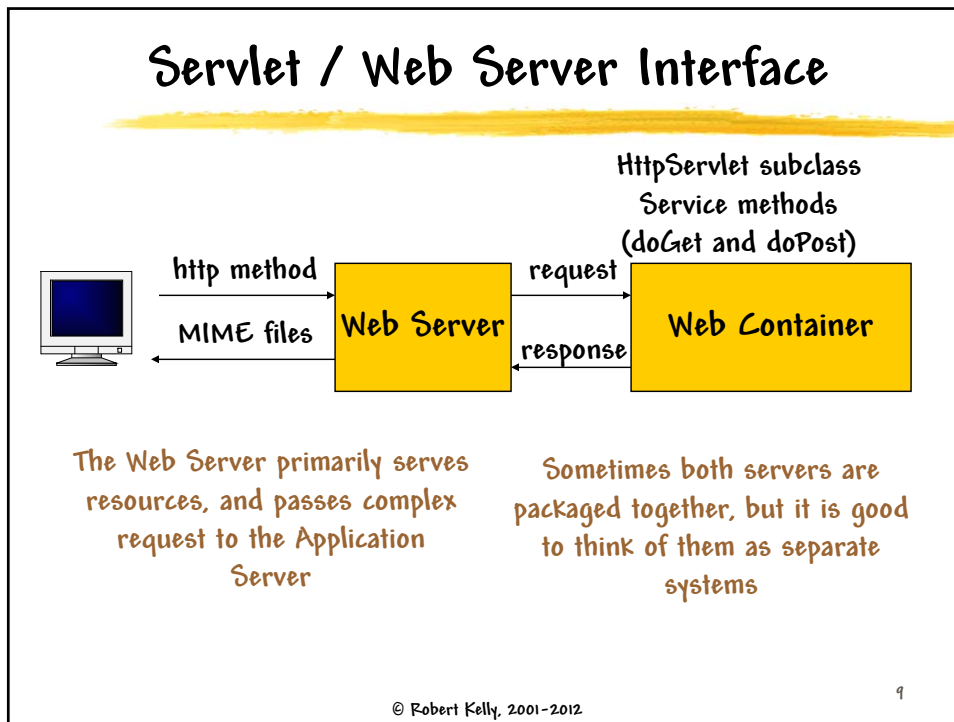 Servlet / Web Server Interface
HttpServlet subclass
Service methods
(doGet and doPost)
http method
MIME files
Web Server
request
response
Web Container
The Web Server primarily serves
resources, and passes complex
request to the Application
Server
Sometimes both servers are
packaged together, but it is good
to think of them as separate
systems
© Robert Kelly, 2001-2012
9